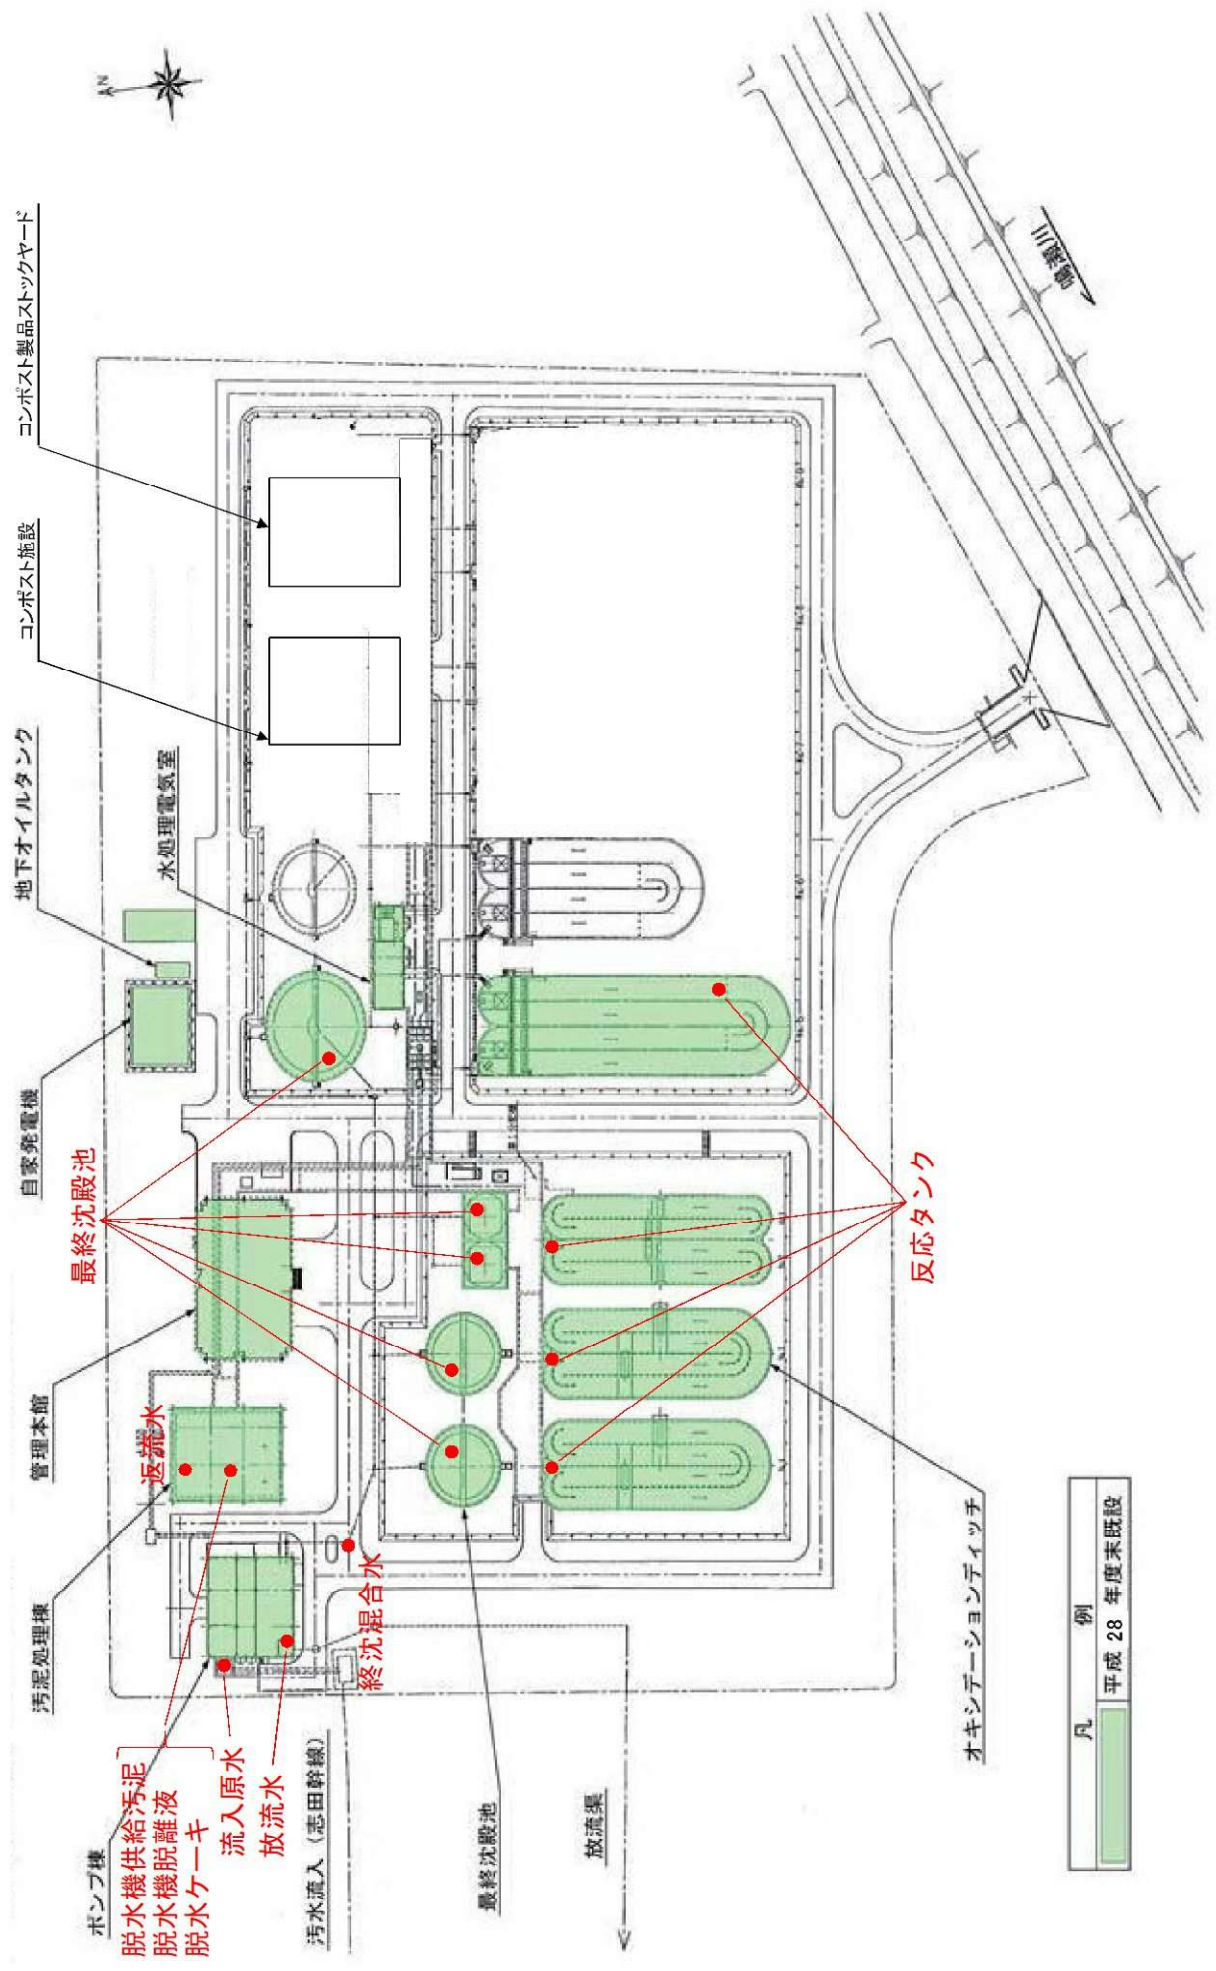 コンポスト製品ストックヤード
コンポスト施設
地下オイルタンク
水処理電気室
自家発電機
最終沈殿池
管理本館
返流水
汚泥処理棟
ポンプ棟
脱水機供給汚泥
脱水機脱離液
脱水ケーキ
流入原水
放流水
汚水流入（志田幹線）
終沈混合水
最終沈殿池
放流渠
反応タンク
オキシデーションディッチ
鳴瀬川
N
凡例
平成 28 年度末既設